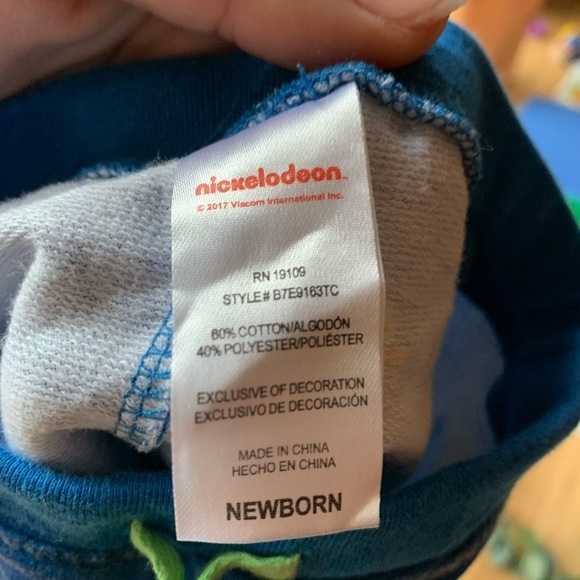 nickelodeon™
© 2017 Viacom International Inc.
RN 19109
STYLE# B7E9163TC
60% COTTON/ALGODÓN
40% POLYESTER/POLIÉSTER
EXCLUSIVE OF DECORATION
EXCLUSIVO DE DECORACIÓN
MADE IN CHINA
HECHO EN CHINA
NEWBORN